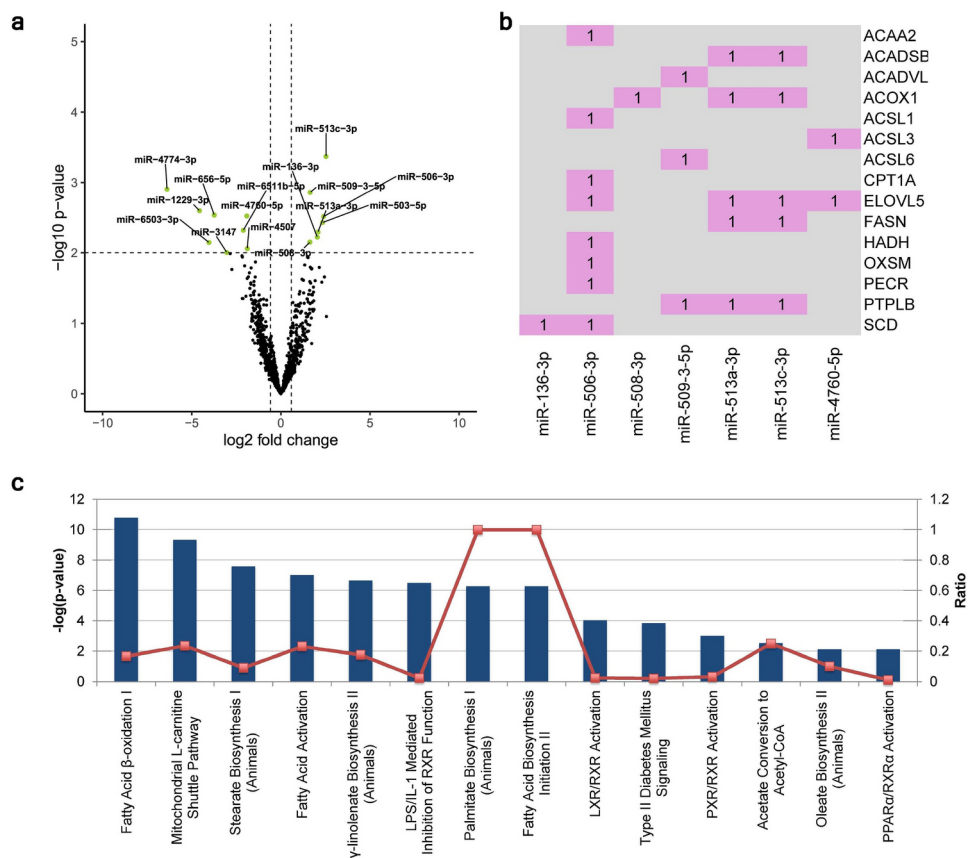 a
5
4
3
2
1
0
−log10 p−value
−10
−5
0
5
10
log2 fold change
miR−513c−3p
miR−136−3p
miR−4774−3p
miR−656−5p
miR−6511b−5p
miR−509−3−5p
miR−506−3p
miR−1229−3p
miR−4760−5p
miR−513a−3p
miR−503−5p
miR−6503−3p
miR−3147
miR−4507
miR−508−3p
b
1 ACAA2
1 1 ACADSB
1 ACADVL
1 1 1 ACOX1
1 ACSL1
1 ACSL3
1 ACSL6
1 CPT1A
1 1 1 1 ELOVL5
1 1 FASN
1 HADH
1 OXSM
1 PECR
1 1 1 PTPLB
1 1 SCD
miR−136−3p
miR−506−3p
miR−508−3p
miR−509−3−5p
miR−513a−3p
miR−513c−3p
miR−4760−5p
c
12
10
8
6
4
2
0
-log(p-value)
1.2
1
0.8
0.6
0.4
0.2
0
Ratio
Fatty Acid β-oxidation I
Mitochondrial L-carnitine
Shuttle Pathway
Stearate Biosynthesis I
(Animals)
Fatty Acid Activation
γ-linolenate Biosynthesis II
(Animals)
LPS/IL-1 Mediated
Inhibition of RXR Function
Palmitate Biosynthesis I
(Animals)
Fatty Acid Biosynthesis
Initiation II
LXR/RXR Activation
Type II Diabetes Mellitus
Signaling
PXR/RXR Activation
Acetate Conversion to
Acetyl-CoA
Oleate Biosynthesis II
(Animals)
PPARα/RXRα Activation